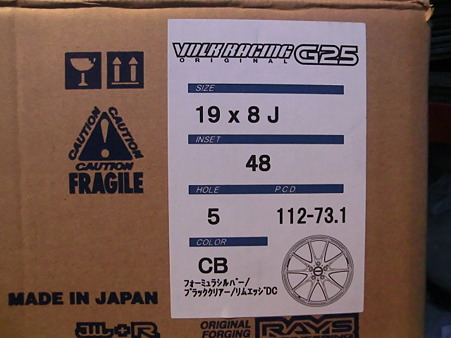 VOLK RACING G25
ORIGINAL
SIZE
19 x 8 J
INSET
48
HOLE P.C.D
5 112-73.1
COLOR
CB
フォーミュラシルバー/
ブラッククリアー/リムエッジDC
CAUTION
CAUTION
CAUTION
FRAGILE
MADE IN JAPAN
ORIGINAL
FORGING
RAYS